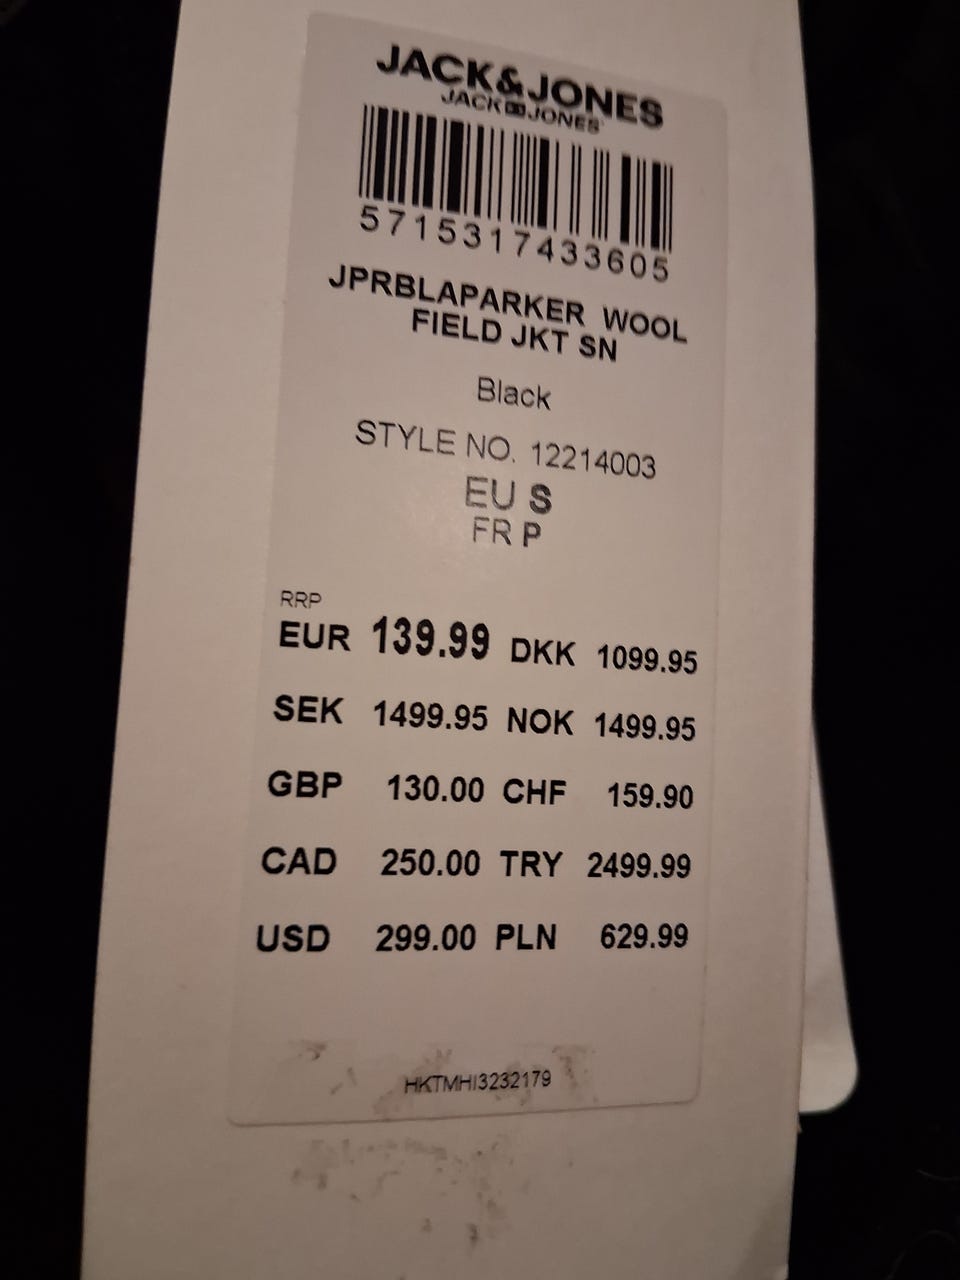 JACK&JONES
JACK&JONES
5715317433605
JPRBLAPARKER WOOL
FIELD JKT SN
Black
STYLE NO. 12214003
EU S
FR P
RRP
EUR 139.99 DKK 1099.95
SEK 1499.95 NOK 1499.95
GBP 130.00 CHF 159.90
CAD 250.00 TRY 2499.99
USD 299.00 PLN 629.99
HKTMHI3232179